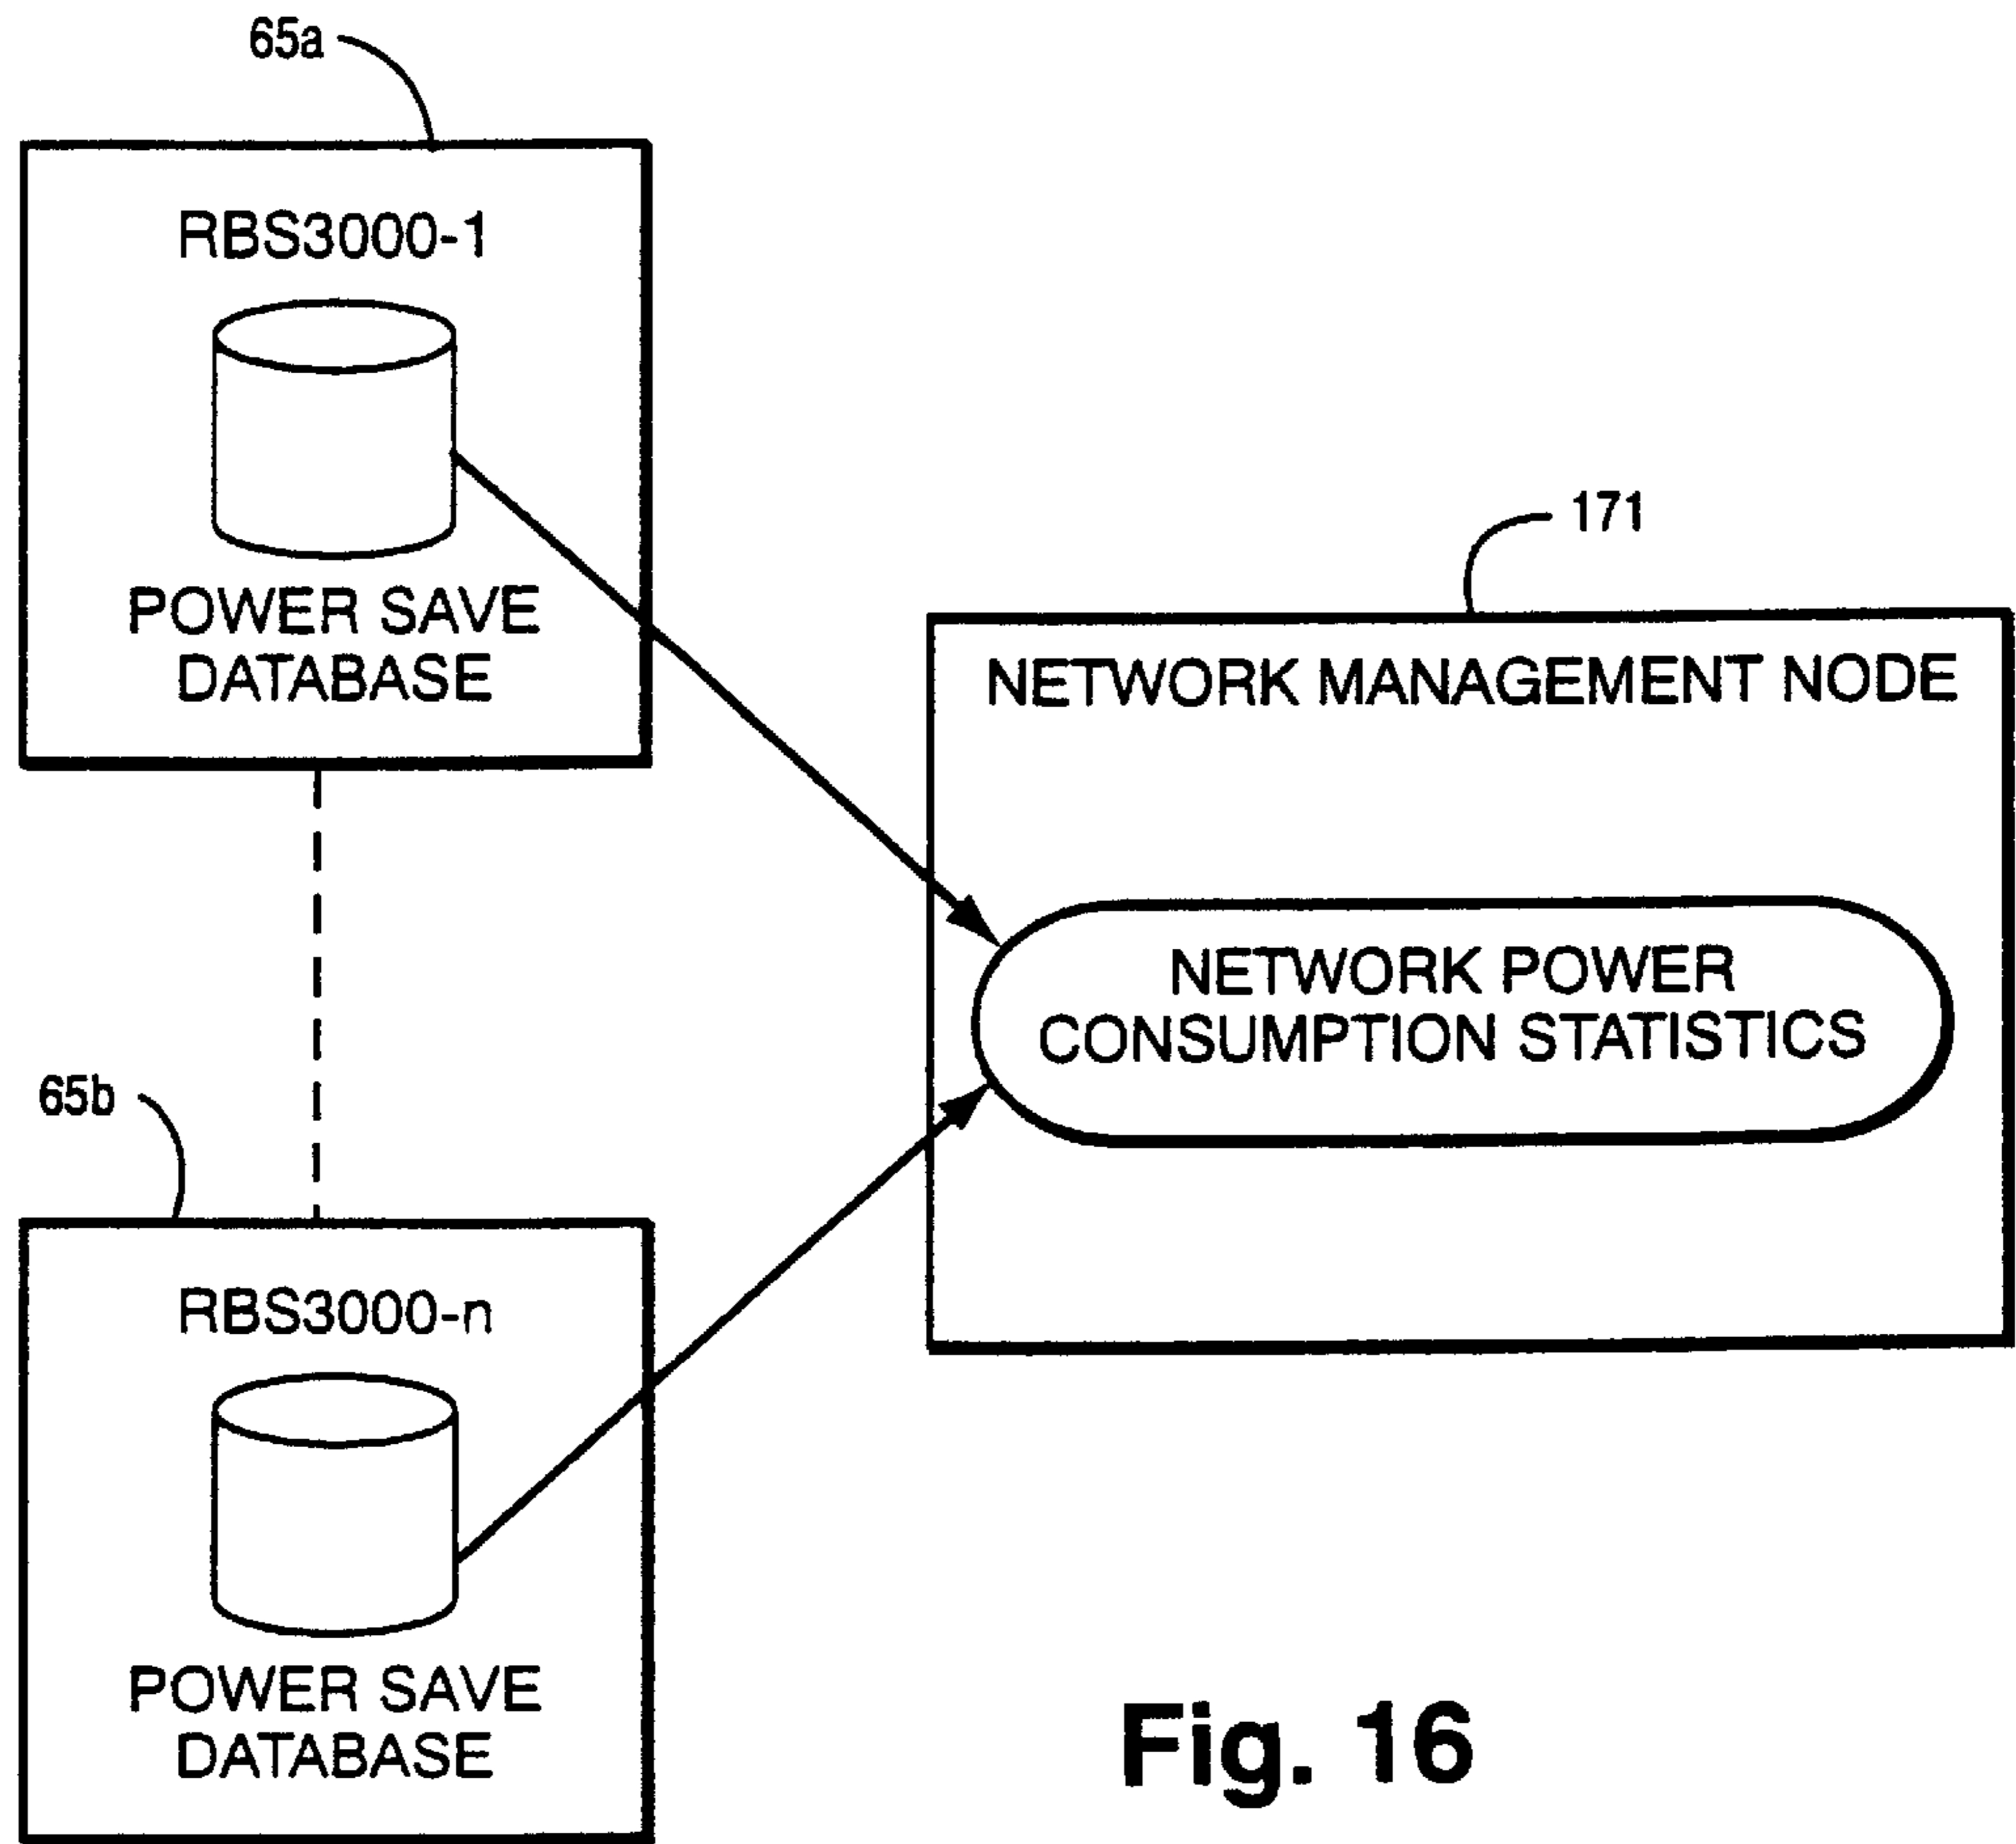 65a
RBS3000-1
POWER SAVE
DATABASE
171
NETWORK MANAGEMENT NODE
NETWORK POWER
CONSUMPTION STATISTICS
65b
RBS3000-n
POWER SAVE
DATABASE
Fig. 16